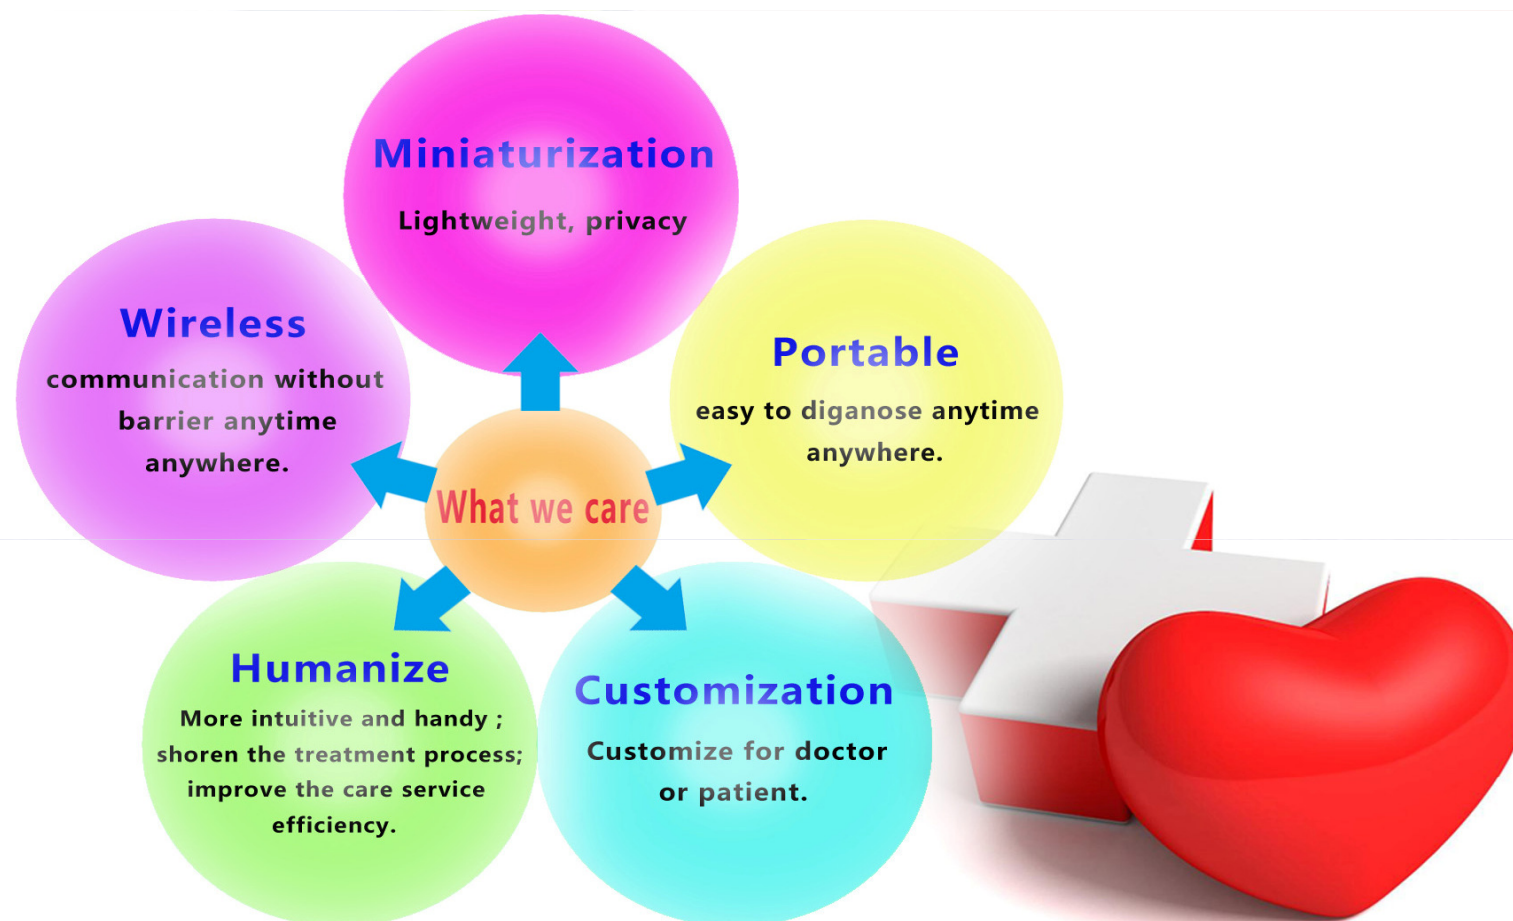 Miniaturization
Lightweight, privacy
Wireless
communication without
barrier anytime
anywhere.
Portable
easy to diganose anytime
anywhere.
What we care
Humanize
More intuitive and handy ;
shoren the treatment process;
improve the care service
efficiency.
Customization
Customize for doctor
or patient.